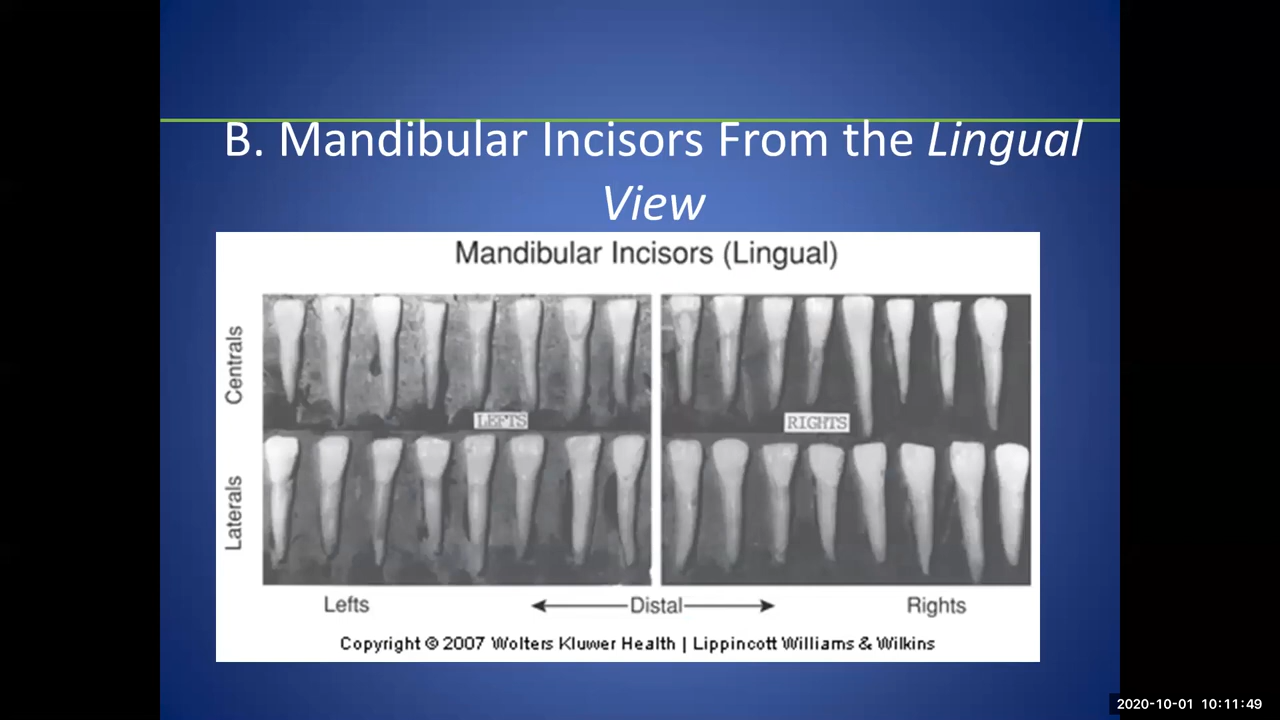 B. Mandibular Incisors From the Lingual
View
Mandibular Incisors (Lingual)
Centrals
LEFTS
RIGHTS
Laterals
Lefts
Distal
Rights
Copyright © 2007 Wolters Kluwer Health | Lippincott Williams & Wilkins
2020-10-01 10:11:49